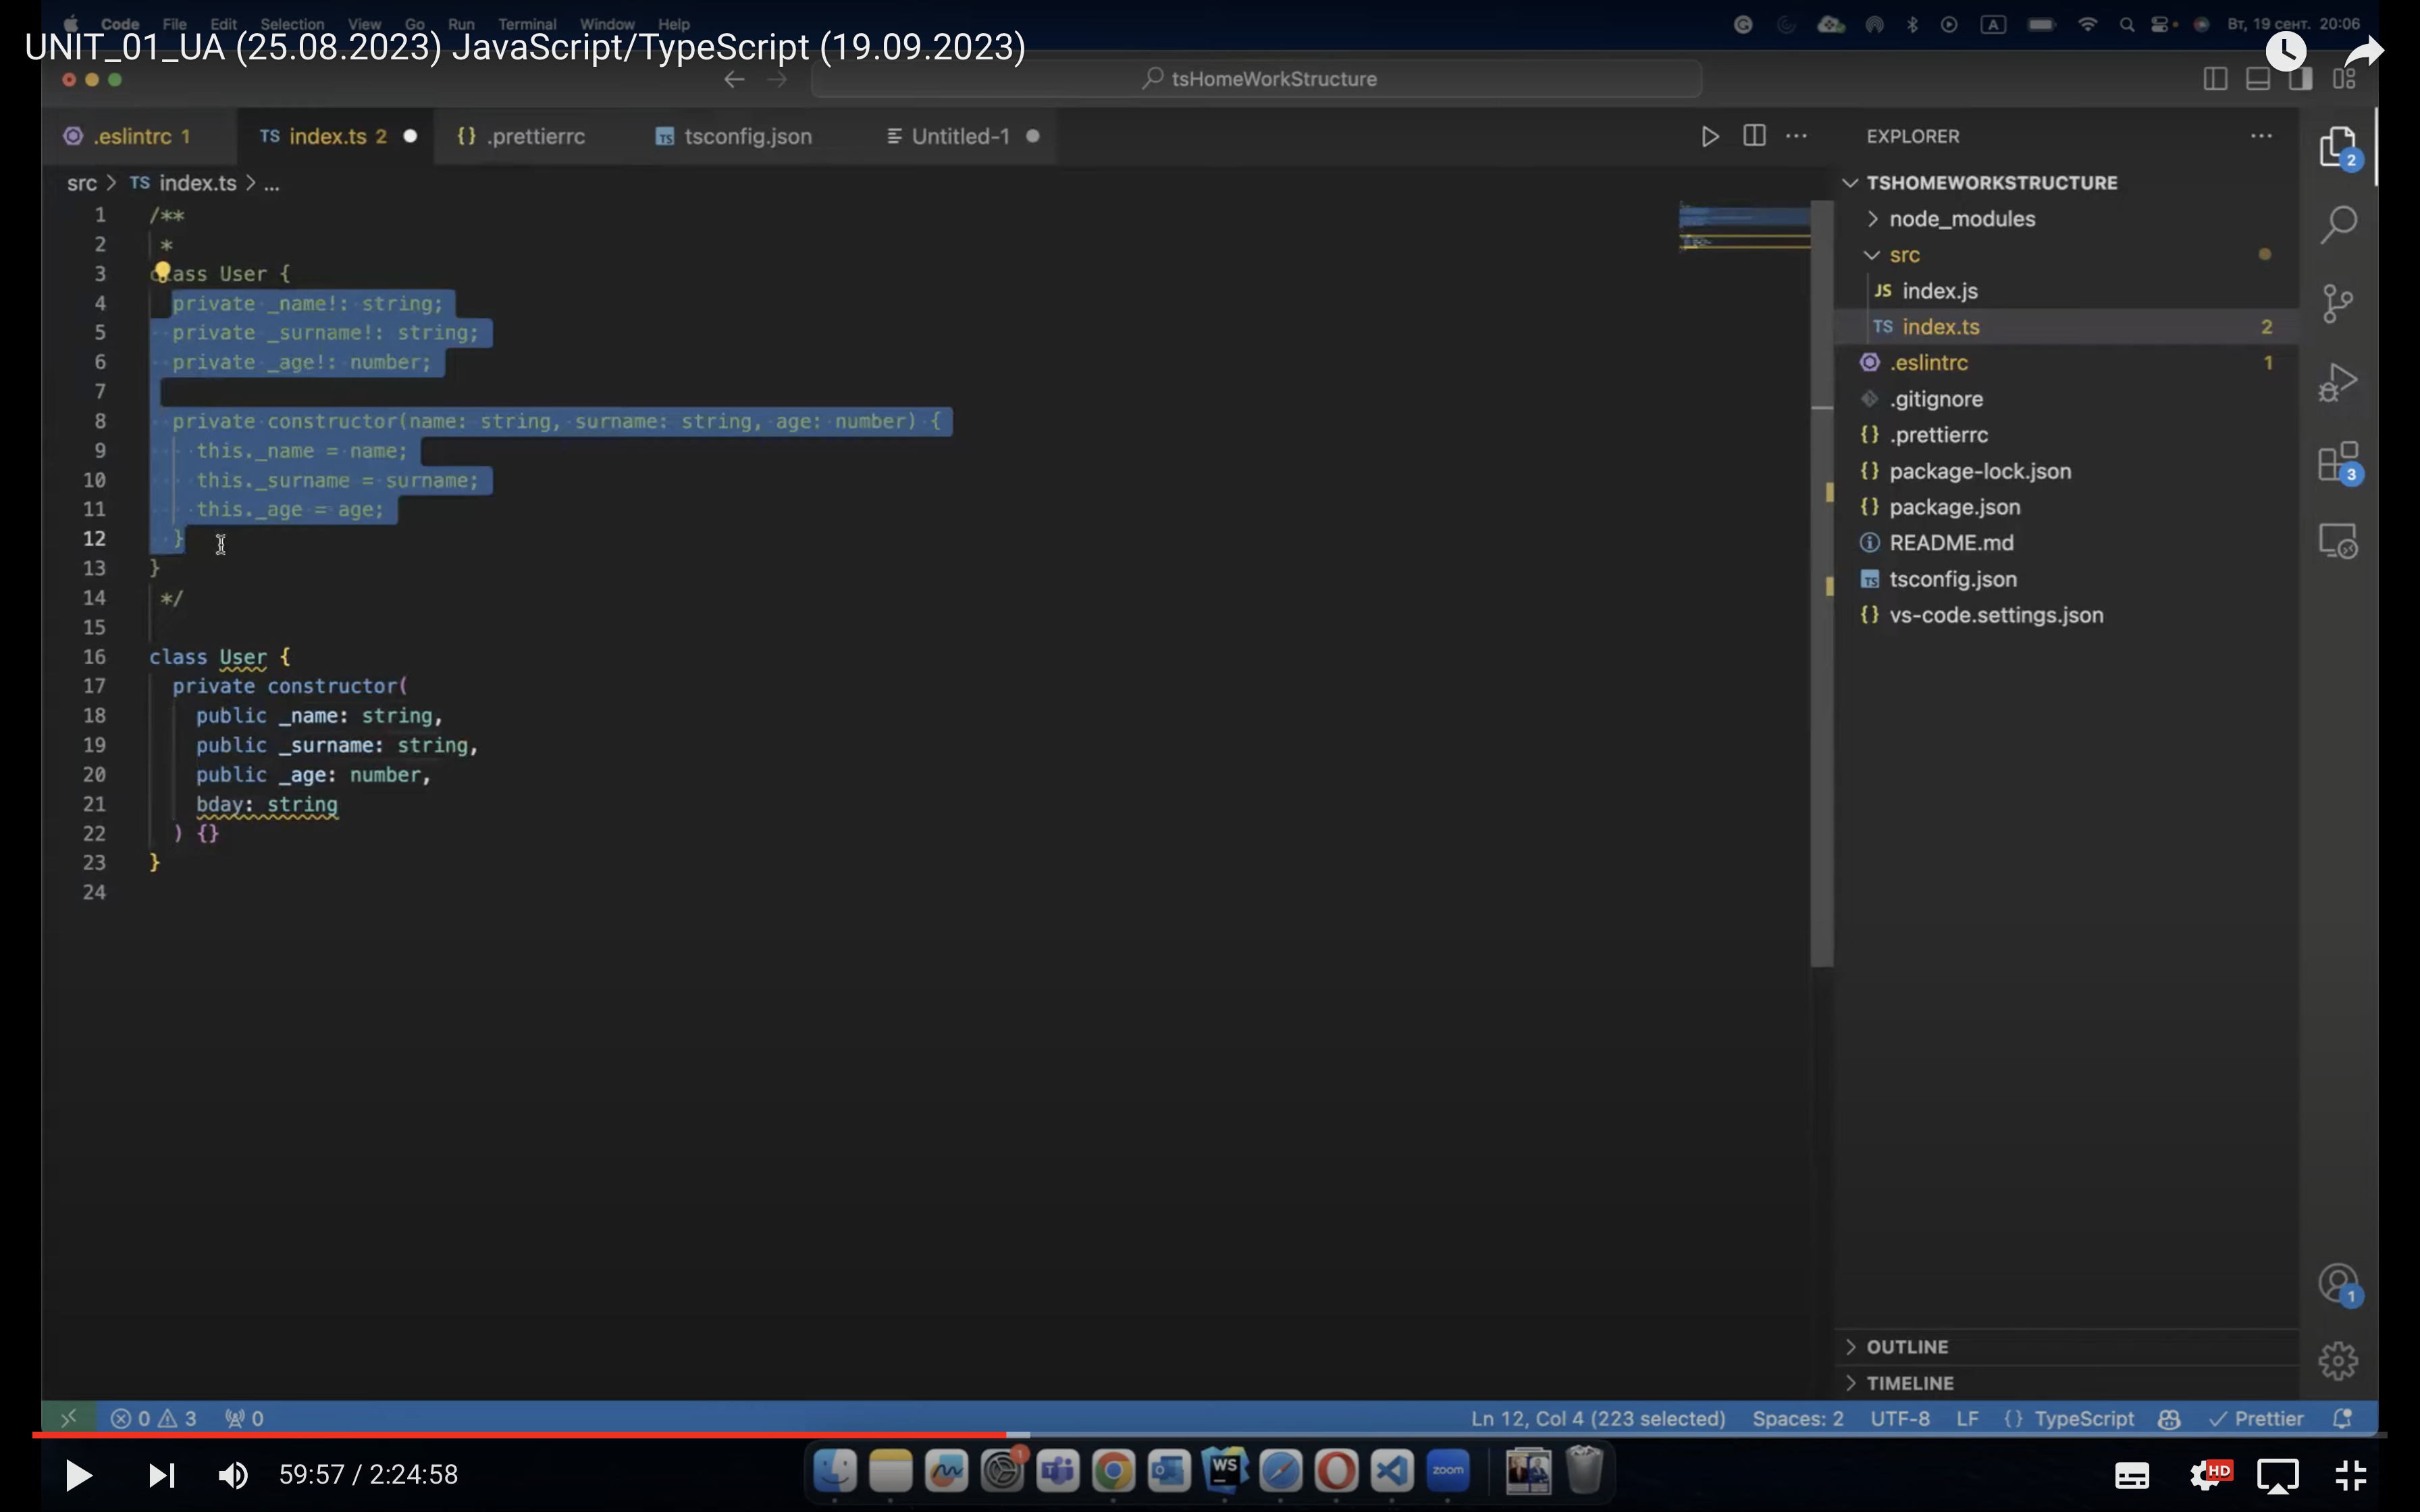 Code File Edit Selection View Go Run Terminal Window Help
A Вт, 19 сент. 20:06
UNIT_01_UA (25.08.2023) JavaScript/TypeScript (19.09.2023)
tsHomeWorkStructure
.eslintrc 1
TS index.ts 2
{} .prettierrc
TS tsconfig.json
Untitled-1
src > TS index.ts > ...
1 /**
2 *
3 class User {
4 private _name!: string;
5 private _surname!: string;
6 private _age!: number;
7
8 private constructor(name: string, surname: string, age: number) {
9 this._name = name;
10 this._surname = surname;
11 this._age = age;
12 }
13 }
14 */
15
16 class User {
17 private constructor(
18 public _name: string,
19 public _surname: string,
20 public _age: number,
21 bday: string
22 ) {}
23 }
24
EXPLORER
TSHOMEWORKSTRUCTURE
node_modules
src
JS index.js
TS index.ts 2
.eslintrc 1
.gitignore
{} .prettierrc
{} package-lock.json
{} package.json
README.md
TS tsconfig.json
{} vs-code.settings.json
OUTLINE
TIMELINE
2
3
1
0 3 0
Ln 12, Col 4 (223 selected) Spaces: 2 UTF-8 LF {} TypeScript Prettier
1
WS
zoom
59:57 / 2:24:58
HD